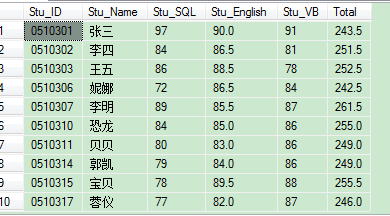 Stu_ID Stu_Name Stu_SQL Stu_English Stu_VB Total
1 0510301 张三 97 90.0 91 243.5
2 0510302 李四 84 86.5 81 251.5
3 0510303 王五 86 88.5 78 252.5
4 0510306 妮娜 72 86.5 84 242.5
5 0510307 李明 89 85.5 87 261.5
6 0510310 恐龙 84 85.0 86 255.0
7 0510311 贝贝 80 83.0 86 249.0
8 0510314 郭凯 79 84.0 86 249.0
9 0510315 宝贝 78 89.5 88 255.5
10 0510317 蓉仪 77 82.0 87 246.0